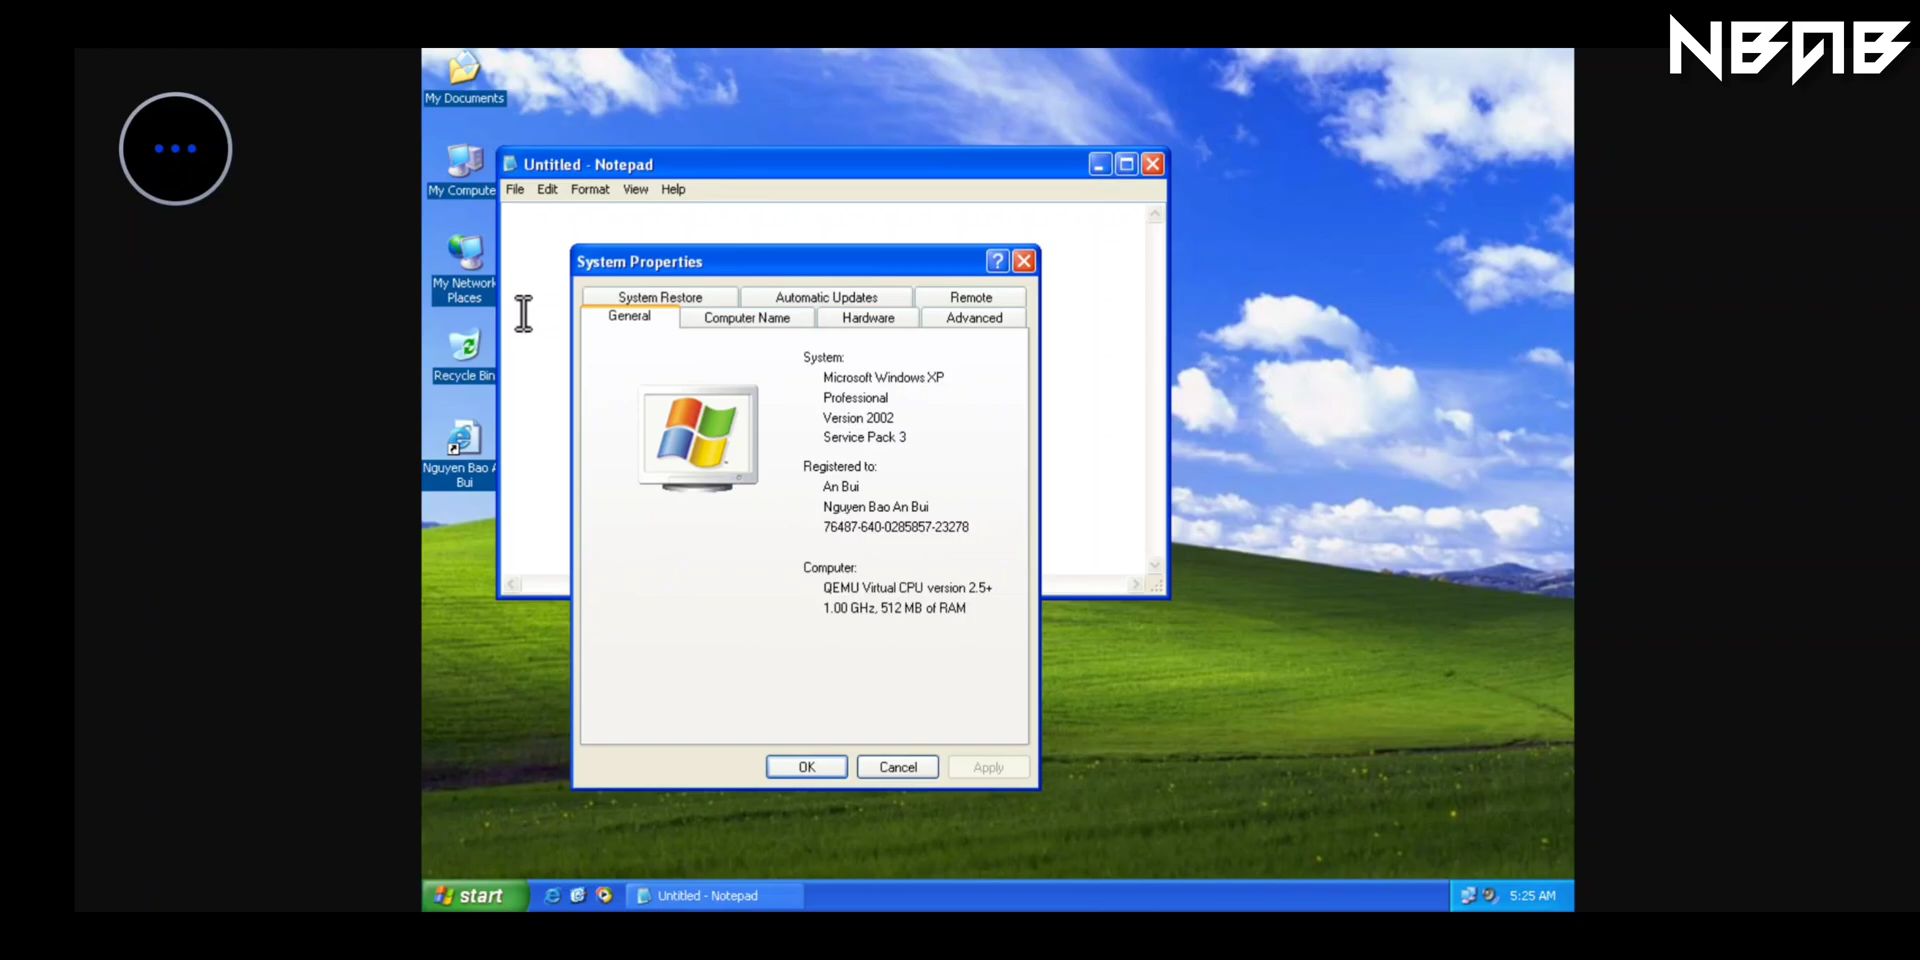 NBAB
My Documents
My Compute
My Network
Places
Recycle Bin
Nguyen Bao A
Bui
Untitled - Notepad
File Edit Format View Help
System Properties
System Restore Automatic Updates Remote
General Computer Name Hardware Advanced
System:
Microsoft Windows XP
Professional
Version 2002
Service Pack 3
Registered to:
An Bui
Nguyen Bao An Bui
76487-640-0285857-23278
Computer:
QEMU Virtual CPU version 2.5+
1.00 GHz, 512 MB of RAM
OK Cancel Apply
start Untitled - Notepad 5:25 AM